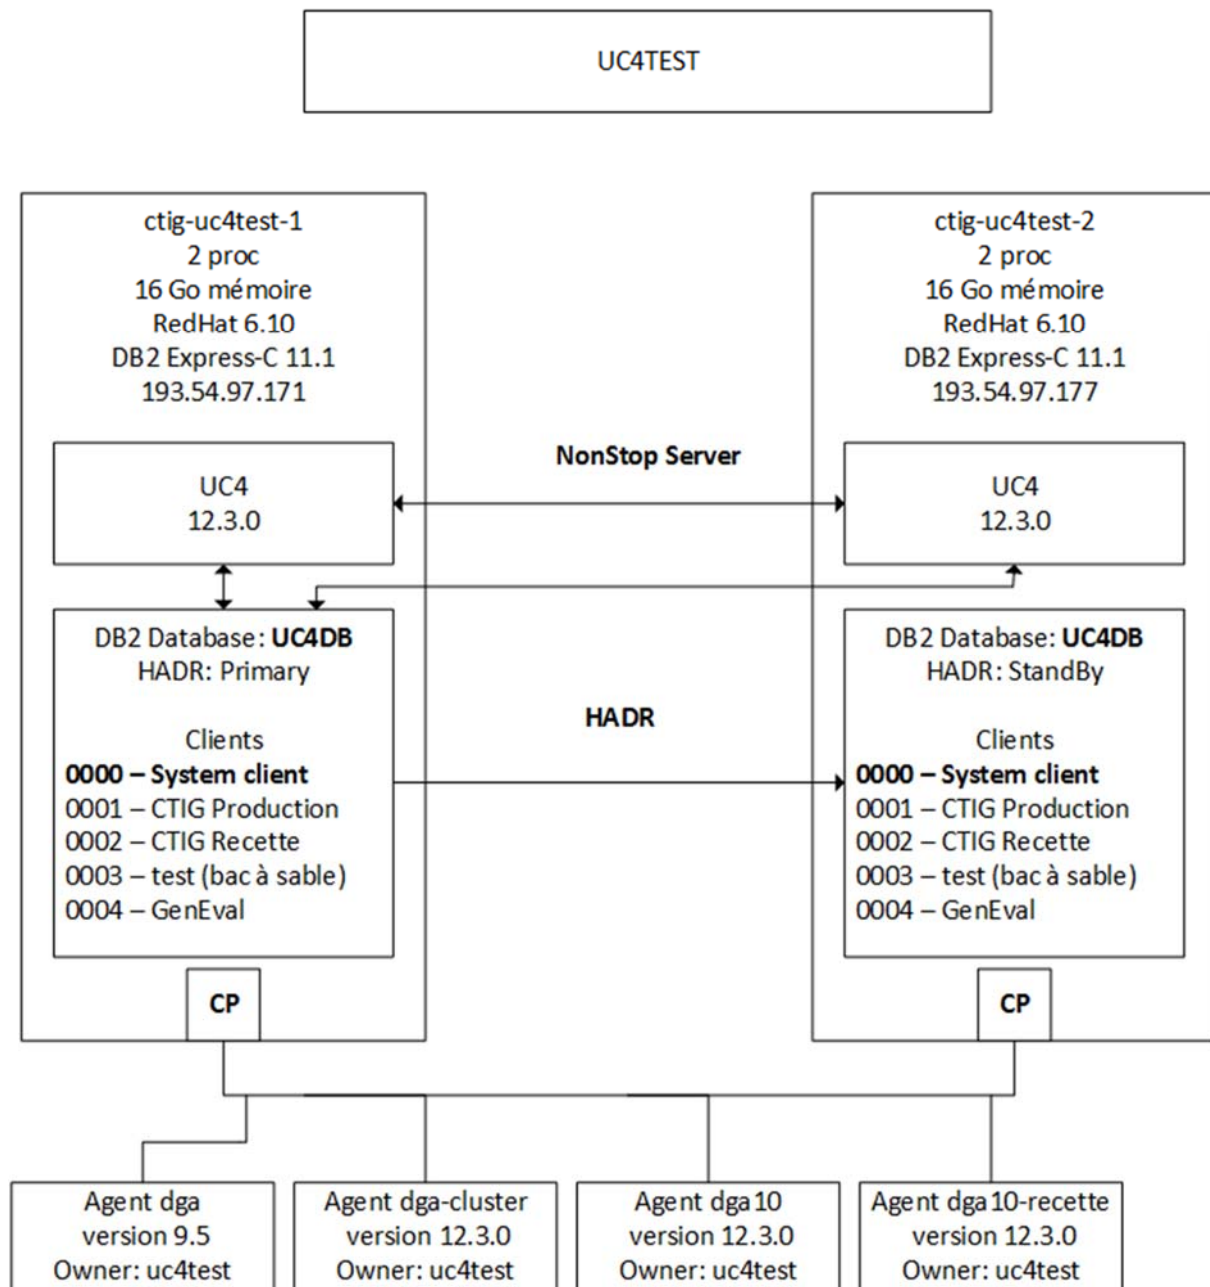 UC4TEST
ctig-uc4test-1
2 proc
16 Go mémoire
RedHat 6.10
DB2 Express-C 11.1
193.54.97.171
UC4
12.3.0
DB2 Database: UC4DB
HADR: Primary
Clients
0000 – System client
0001 – CTIG Production
0002 – CTIG Recette
0003 – test (bac à sable)
0004 – GenEval
CP
NonStop Server
HADR
ctig-uc4test-2
2 proc
16 Go mémoire
RedHat 6.10
DB2 Express-C 11.1
193.54.97.177
UC4
12.3.0
DB2 Database: UC4DB
HADR: StandBy
Clients
0000 – System client
0001 – CTIG Production
0002 – CTIG Recette
0003 – test (bac à sable)
0004 – GenEval
CP
Agent dga
version 9.5
Owner: uc4test
Agent dga-cluster
version 12.3.0
Owner: uc4test
Agent dga10
version 12.3.0
Owner: uc4test
Agent dga10-recette
version 12.3.0
Owner: uc4test